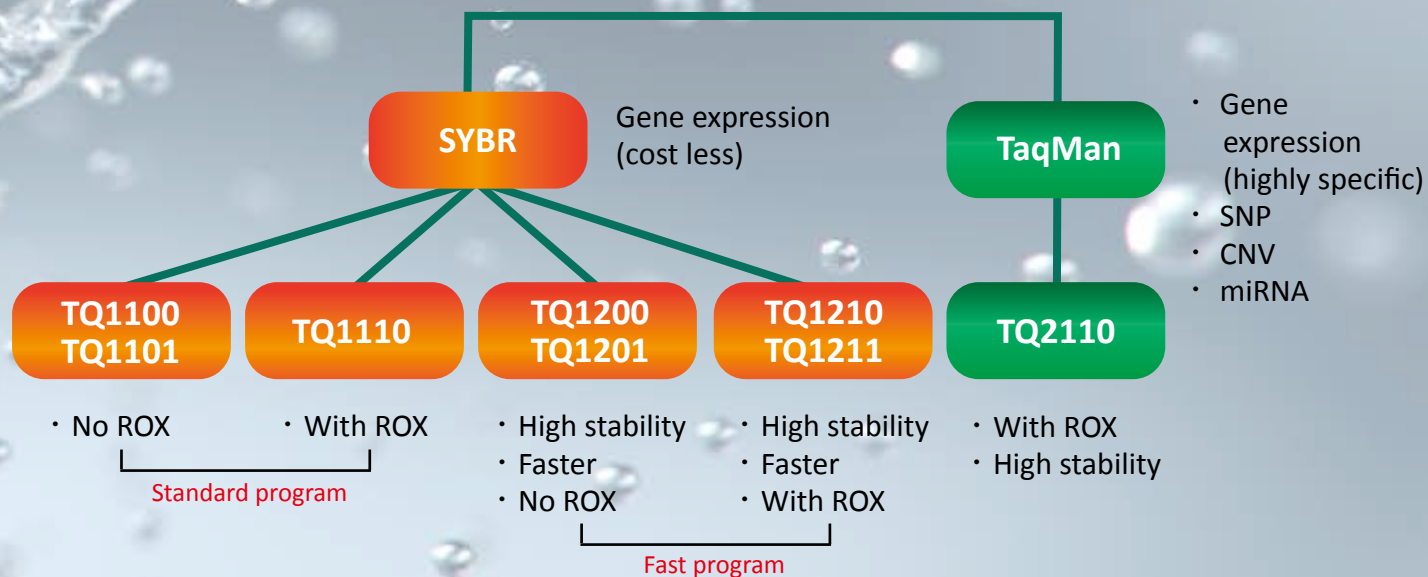 SYBR
Gene expression
(cost less)
TaqMan
· Gene
expression
(highly specific)
· SNP
· CNV
· miRNA
TQ1100
TQ1101
TQ1110
TQ1200
TQ1201
TQ1210
TQ1211
TQ2110
· No ROX
· With ROX
Standard program
· High stability
· Faster
· No ROX
· High stability
· Faster
· With ROX
Fast program
· With ROX
· High stability